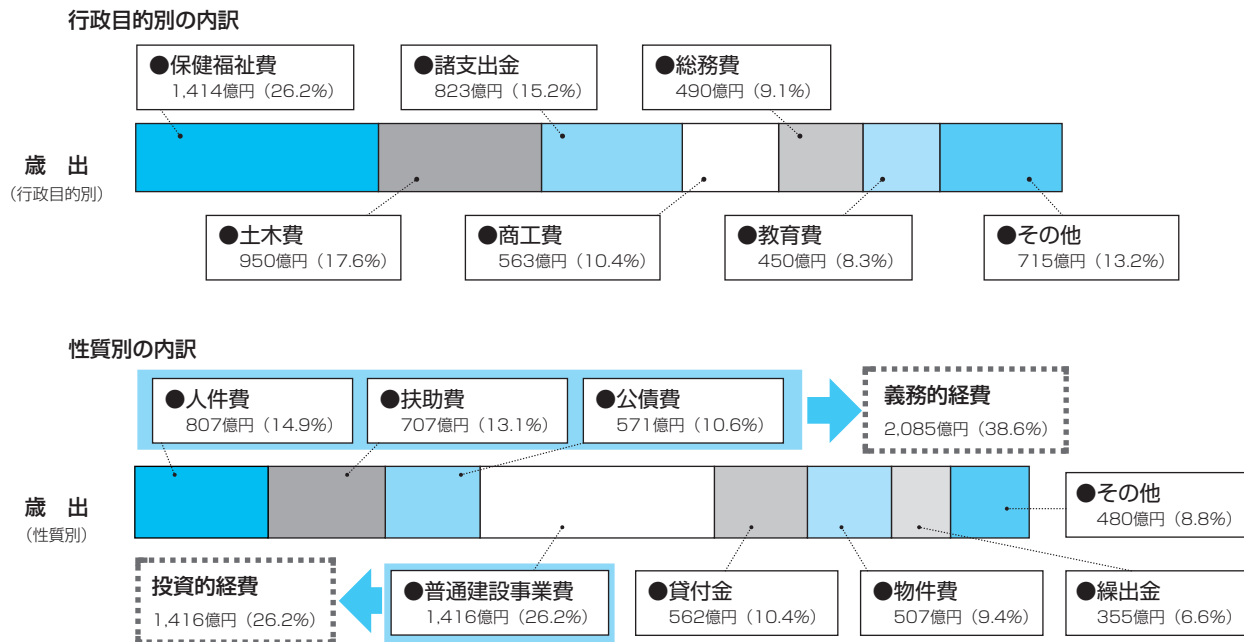 行政目的別の内訳
●保健福祉費
1,414億円（26.2%）
●諸支出金
823億円（15.2%）
●総務費
490億円（9.1%）
歳 出
（行政目的別）
●土木費
950億円（17.6%）
●商工費
563億円（10.4%）
●教育費
450億円（8.3%）
●その他
715億円（13.2%）
性質別の内訳
●人件費
807億円（14.9%）
●扶助費
707億円（13.1%）
●公債費
571億円（10.6%）
義務的経費
2,085億円（38.6%）
歳 出
（性質別）
●その他
480億円（8.8%）
投資的経費
1,416億円（26.2%）
●普通建設事業費
1,416億円（26.2%）
●貸付金
562億円（10.4%）
●物件費
507億円（9.4%）
●繰出金
355億円（6.6%）